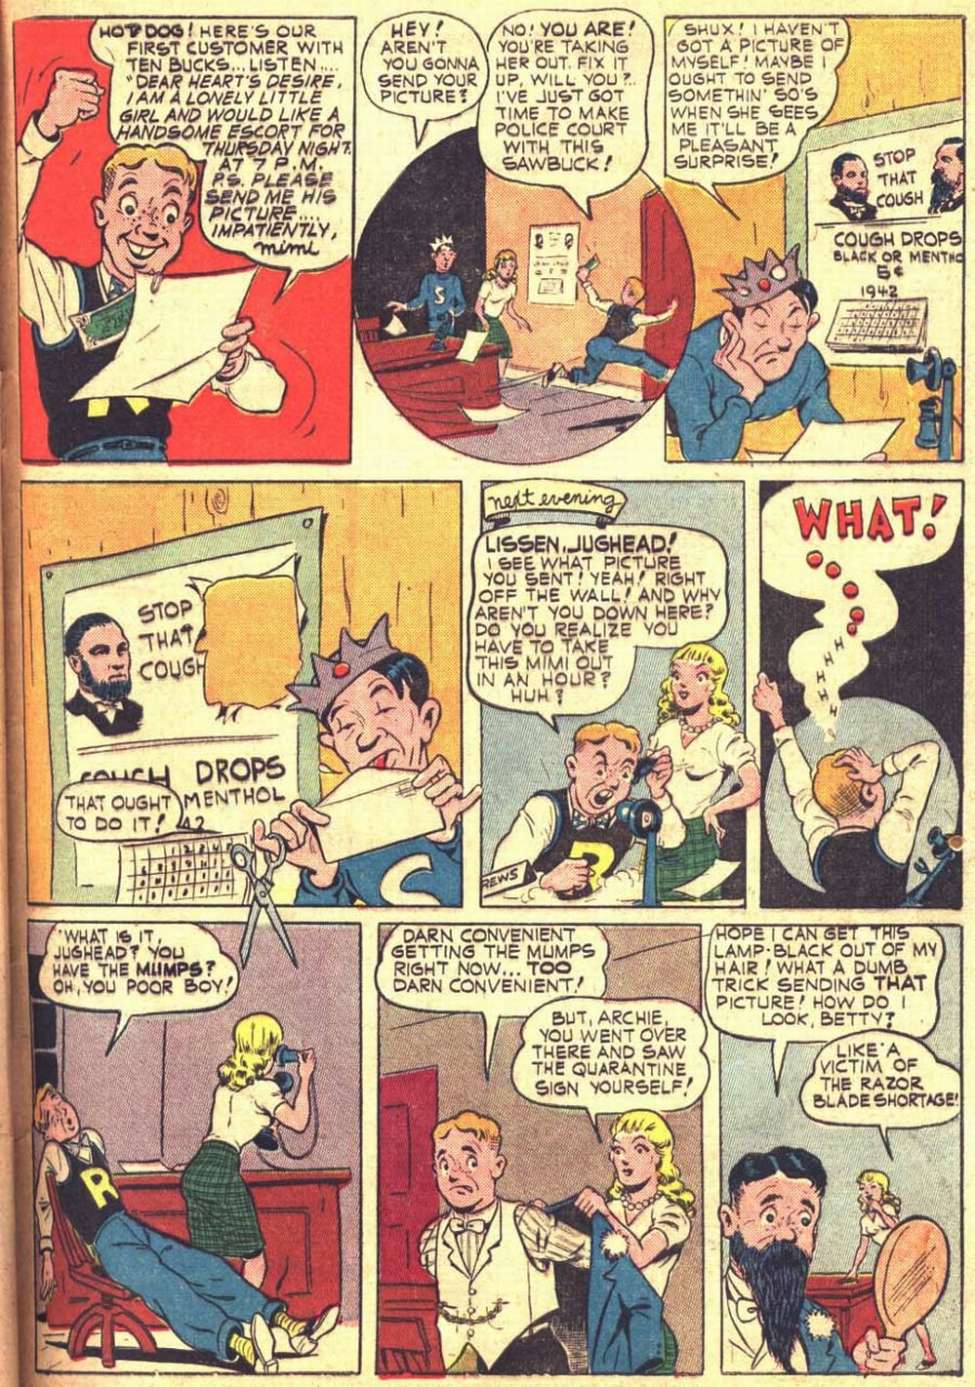 HOT DOG! HERE'S OUR
FIRST CUSTOMER WITH
TEN BUCKS... LISTEN....
"DEAR HEART'S DESIRE,
I AM A LONELY LITTLE
GIRL AND WOULD LIKE A
HANDSOME ESCORT FOR
THURSDAY NIGHT
AT 7 P.M.
P.S. PLEASE
SEND ME HIS
PICTURE....
IMPATIENTLY,
mimi
HEY!
AREN'T
YOU GONNA
SEND YOUR
PICTURE?
NO! YOU ARE!
YOU'RE TAKING
HER OUT. FIX IT
UP, WILL YOU?..
I'VE JUST GOT
TIME TO MAKE
POLICE COURT
WITH THIS
SAWBUCK!
S
SHUX! I HAVEN'T
GOT A PICTURE OF
MYSELF! MAYBE I
OUGHT TO SEND
SOMETHIN' SO'S
WHEN SHE SEES
ME IT'LL BE A
PLEASANT
SURPRISE!
STOP
THAT
COUGH
COUGH DROPS
BLACK OR MENTHO
5¢
1942
STOP
THAT
COUGH
COUGH DROPS
MENTHOL
42
THAT OUGHT
TO DO IT!
S
next evening
LISSEN, JUGHEAD!
I SEE WHAT PICTURE
YOU SENT! YEAH! RIGHT
OFF THE WALL! AND WHY
AREN'T YOU DOWN HERE?
DO YOU REALIZE YOU
HAVE TO TAKE
THIS MIMI OUT
IN AN HOUR?
HUH?
R
REWS
WHAT!
H
H
H
H
H
'WHAT IS IT,
JUGHEAD? YOU
HAVE THE MUMPS?
OH, YOU POOR BOY!
R
DARN CONVENIENT
GETTING THE MUMPS
RIGHT NOW... TOO
DARN CONVENIENT!
BUT, ARCHIE,
YOU WENT OVER
THERE AND SAW
THE QUARANTINE
SIGN YOURSELF!
HOPE I CAN GET THIS
LAMP-BLACK OUT OF MY
HAIR! WHAT A DUMB
TRICK SENDING THAT
PICTURE! HOW DO I
LOOK, BETTY?
LIKE A
VICTIM OF
THE RAZOR
BLADE SHORTAGE!